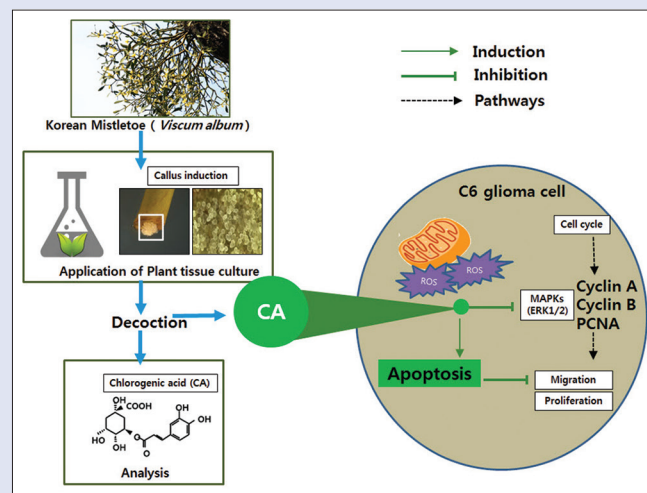 Korean Mistletoe ( Viscum album )
Callus induction
Application of Plant tissue culture
Decoction
Chlorogenic acid (CA)
OH
COOH
HO
OH
O
O
OH
OH
Analysis
CA
Induction
Inhibition
Pathways
C6 glioma cell
ROS
ROS
Cell cycle
MAPKs
(ERK1/2)
Cyclin A
Cyclin B
PCNA
Apoptosis
Migration
Proliferation